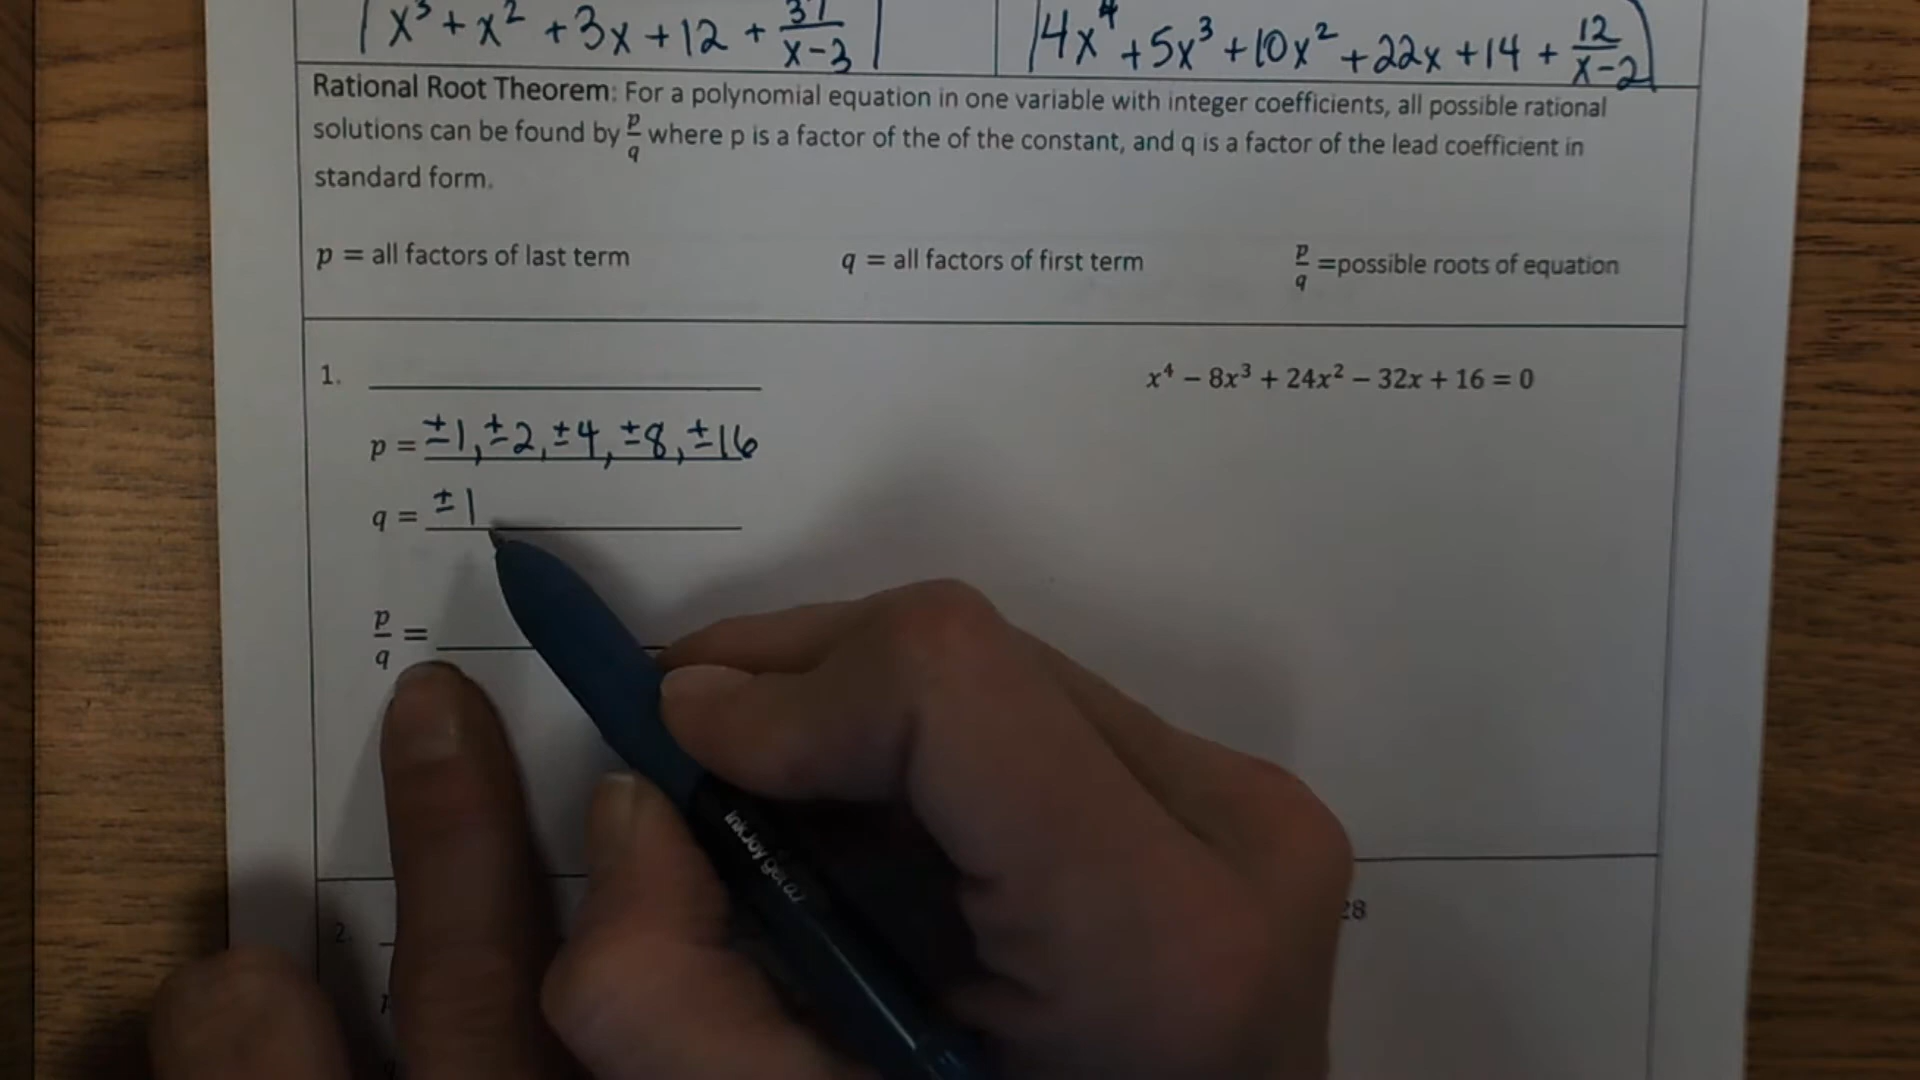 x³ + x² + 3x + 12 + 37/(x-3)
4x⁴ + 5x³ + 10x² + 22x + 14 + 12/(x-2)
Rational Root Theorem: For a polynomial equation in one variable with integer coefficients, all possible rational
solutions can be found by p/q where p is a factor of the of the constant, and q is a factor of the lead coefficient in
standard form.
p = all factors of last term
q = all factors of first term
p/q =possible roots of equation
1.
x⁴ − 8x³ + 24x² − 32x + 16 = 0
p = ±1, ±2, ±4, ±8, ±16
q = ±1
p/q =
InkJoy gel
2.
28